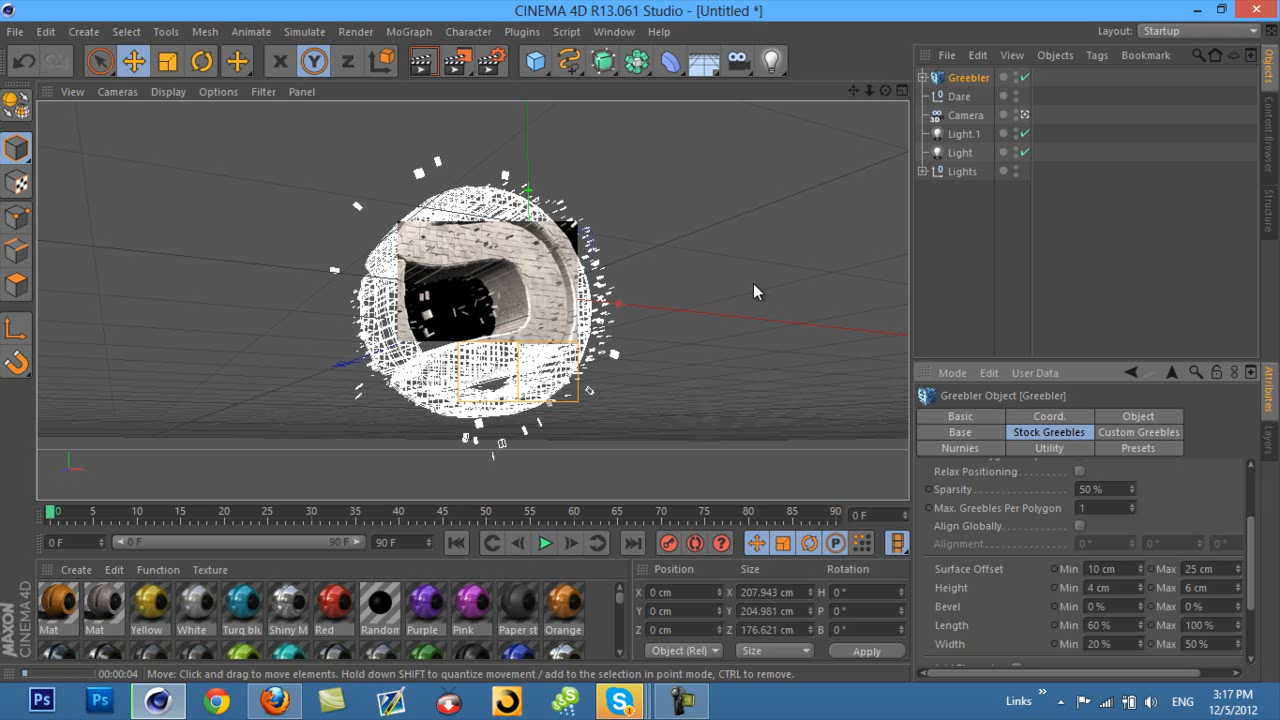 CINEMA 4D R13.061 Studio - [Untitled *]
File Edit Create Select Tools Mesh Animate Simulate Render MoGraph Character Plugins Script Window Help
Layout: Startup
X Y Z
File Edit View Objects Tags Bookmark
View Cameras Display Options Filter Panel
Greebler
Dare
Camera
Light.1
Light
Lights
Objects
Content Browser
Structure
Mode Edit User Data
Greebler Object [Greebler]
Basic Coord. Object
Base Stock Greebles Custom Greebles
Nurnies Utility Presets
Relax Positioning
Sparsity 50 %
Max. Greebles Per Polygon 1
Align Globally
Alignment 0 ° 0 ° 0 °
Surface Offset Min 10 cm Max 25 cm
Height Min 4 cm Max 6 cm
Bevel Min 0 % Max 0 %
Length Min 60 % Max 100 %
Width Min 20 % Max 50 %
Attributes
Layers
0 5 10 15 20 25 30 35 40 45 50 55 60 65 70 75 80 85 90 0 F
0 F 0 F 90 F 90 F
Create Edit Function Texture
Mat Mat Yellow White Turq blu Shiny M Red Random Purple Pink Paper st Orange
Position Size Rotation
X 0 cm X 207.943 cm H 0 °
Y 0 cm Y 204.981 cm P 0 °
Z 0 cm Z 176.621 cm B 0 °
Object (Rel) Size Apply
MAXON CINEMA 4D
00:00:04 Move: Click and drag to move elements. Hold down SHIFT to quantize movement / add to the selection in point mode, CTRL to remove.
Ps Ps
Links ENG
3:17 PM
12/5/2012